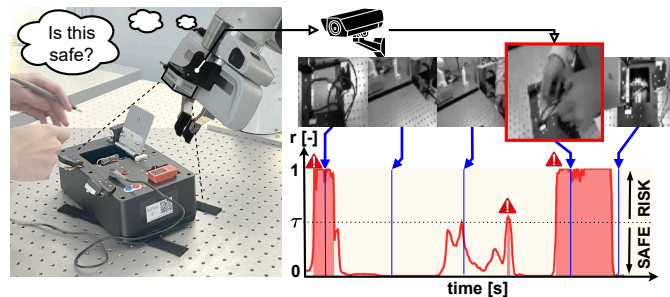 Is this
safe?
r [-]
1
τ
0
RISK
SAFE
time [s]